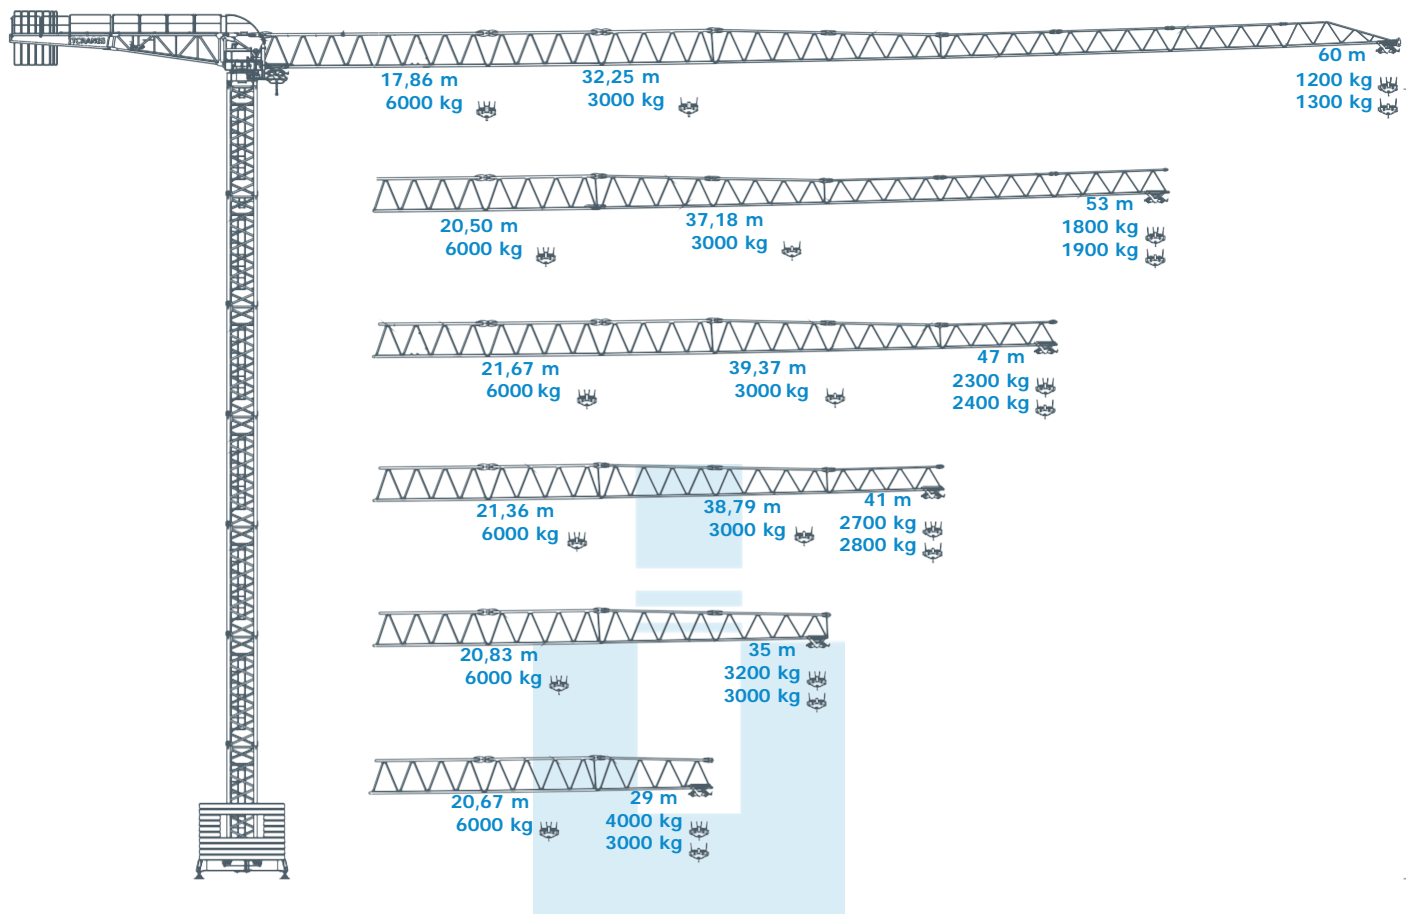 17,86 m
6000 kg
32,25 m
3000 kg
60 m
1200 kg
1300 kg
20,50 m
6000 kg
37,18 m
3000 kg
53 m
1800 kg
1900 kg
21,67 m
6000 kg
39,37 m
3000 kg
47 m
2300 kg
2400 kg
21,36 m
6000 kg
38,79 m
3000 kg
41 m
2700 kg
2800 kg
20,83 m
6000 kg
35 m
3200 kg
3000 kg
20,67 m
6000 kg
29 m
4000 kg
3000 kg